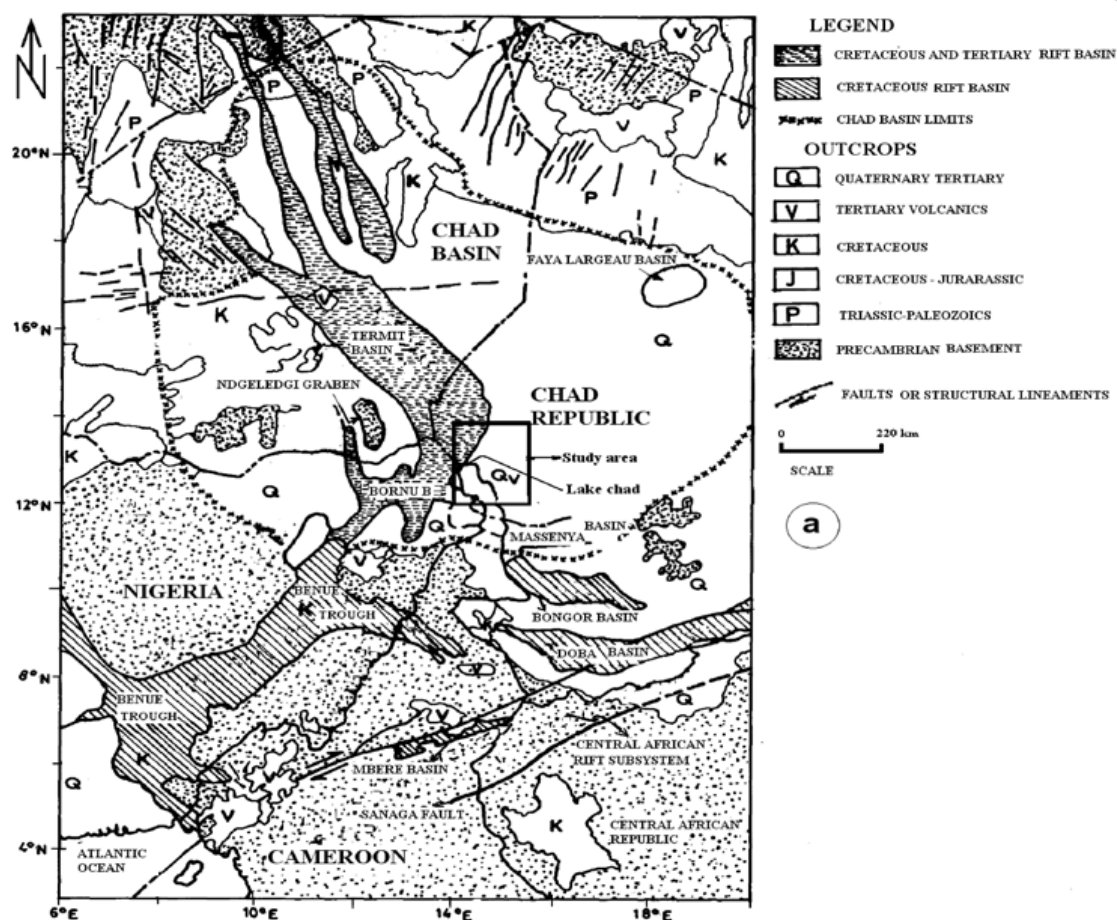 N
LEGEND
CRETACEOUS AND TERTIARY RIFT BASIN
CRETACEOUS RIFT BASIN
CHAD BASIN LIMITS
OUTCROPS
Q QUATERNARY TERTIARY
V TERTIARY VOLCANICS
K CRETACEOUS
J CRETACEOUS - JURARASSIC
P TRIASSIC-PALEOZOICS
PRECAMBRIAN BASEMENT
FAULTS OR STRUCTURAL LINEAMENTS
0 220 km
SCALE
a
K
V
P
P
P
V
20°N
K
K
P
V
CHAD
BASIN
FAYA LARGEAU BASIN
V
K
16°N
TERMIT
BASIN
Q
NDGELEDGI GRABEN
CHAD
REPUBLIC
K
Study area
QV
Lake chad
Q
BORNU B
12°N
Q
BASIN
MASSENYA
V
Q
NIGERIA
BENUE
TROUGH
K
BONGOR BASIN
K
DOBA BASIN
8°N
V
BENUE
TROUGH
Q
V
CENTRAL AFRICAN
RIFT SUBSYSTEM
K
MBERE BASIN
Q
V
SANAGA FAULT
V
K
CENTRAL AFRICAN
REPUBLIC
4°N
ATLANTIC
OCEAN
CAMEROON
6°E
10°E
14°E
18°E